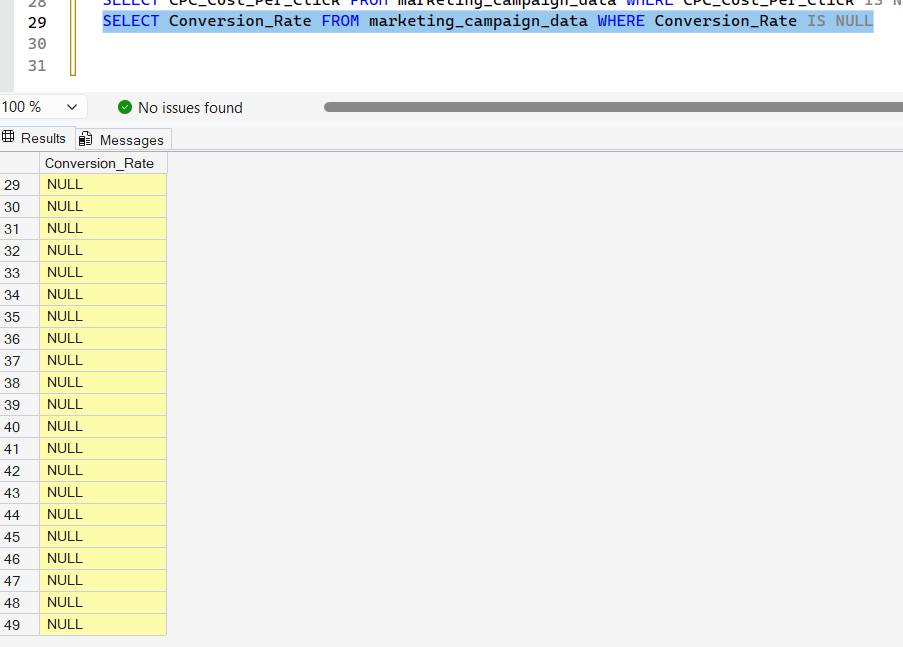 28 SELECT CPC_Cost_Per_Click FROM marketing_campaign_data WHERE CPC_Cost_Per_Click IS
29 SELECT Conversion_Rate FROM marketing_campaign_data WHERE Conversion_Rate IS NULL
30
31
100 % No issues found
Results Messages
Conversion_Rate
29 NULL
30 NULL
31 NULL
32 NULL
33 NULL
34 NULL
35 NULL
36 NULL
37 NULL
38 NULL
39 NULL
40 NULL
41 NULL
42 NULL
43 NULL
44 NULL
45 NULL
46 NULL
47 NULL
48 NULL
49 NULL